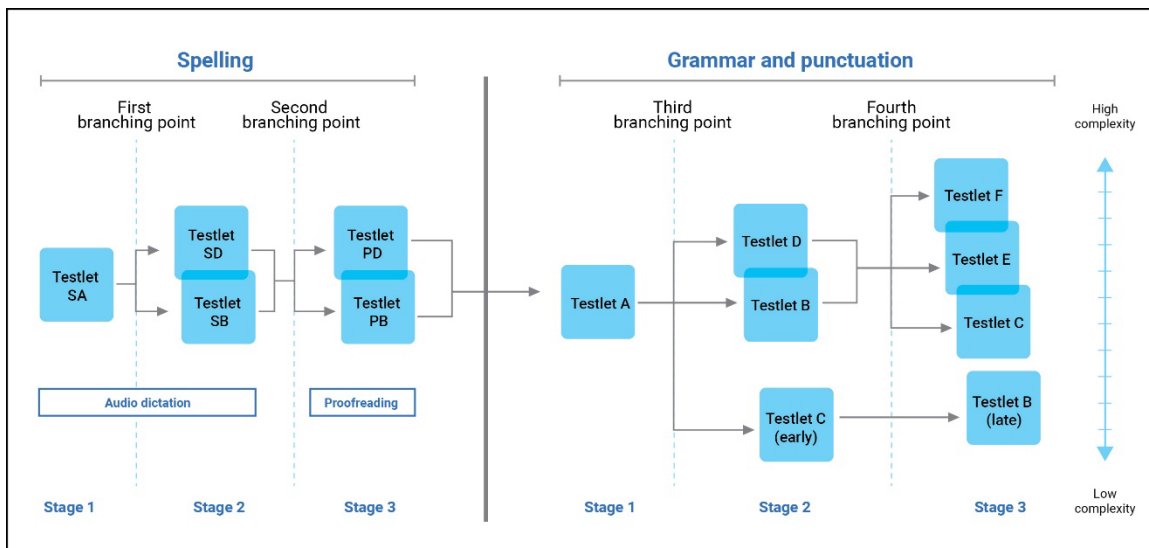 Spelling
Grammar and punctuation
First
branching point
Second
branching point
Third
branching point
Fourth
branching point
High
complexity
Testlet
SA
Testlet
SD
Testlet
SB
Testlet
PD
Testlet
PB
Testlet A
Testlet D
Testlet B
Testlet C
(early)
Testlet F
Testlet E
Testlet C
Testlet B
(late)
Audio dictation
Proofreading
Stage 1
Stage 2
Stage 3
Stage 1
Stage 2
Stage 3
Low
complexity